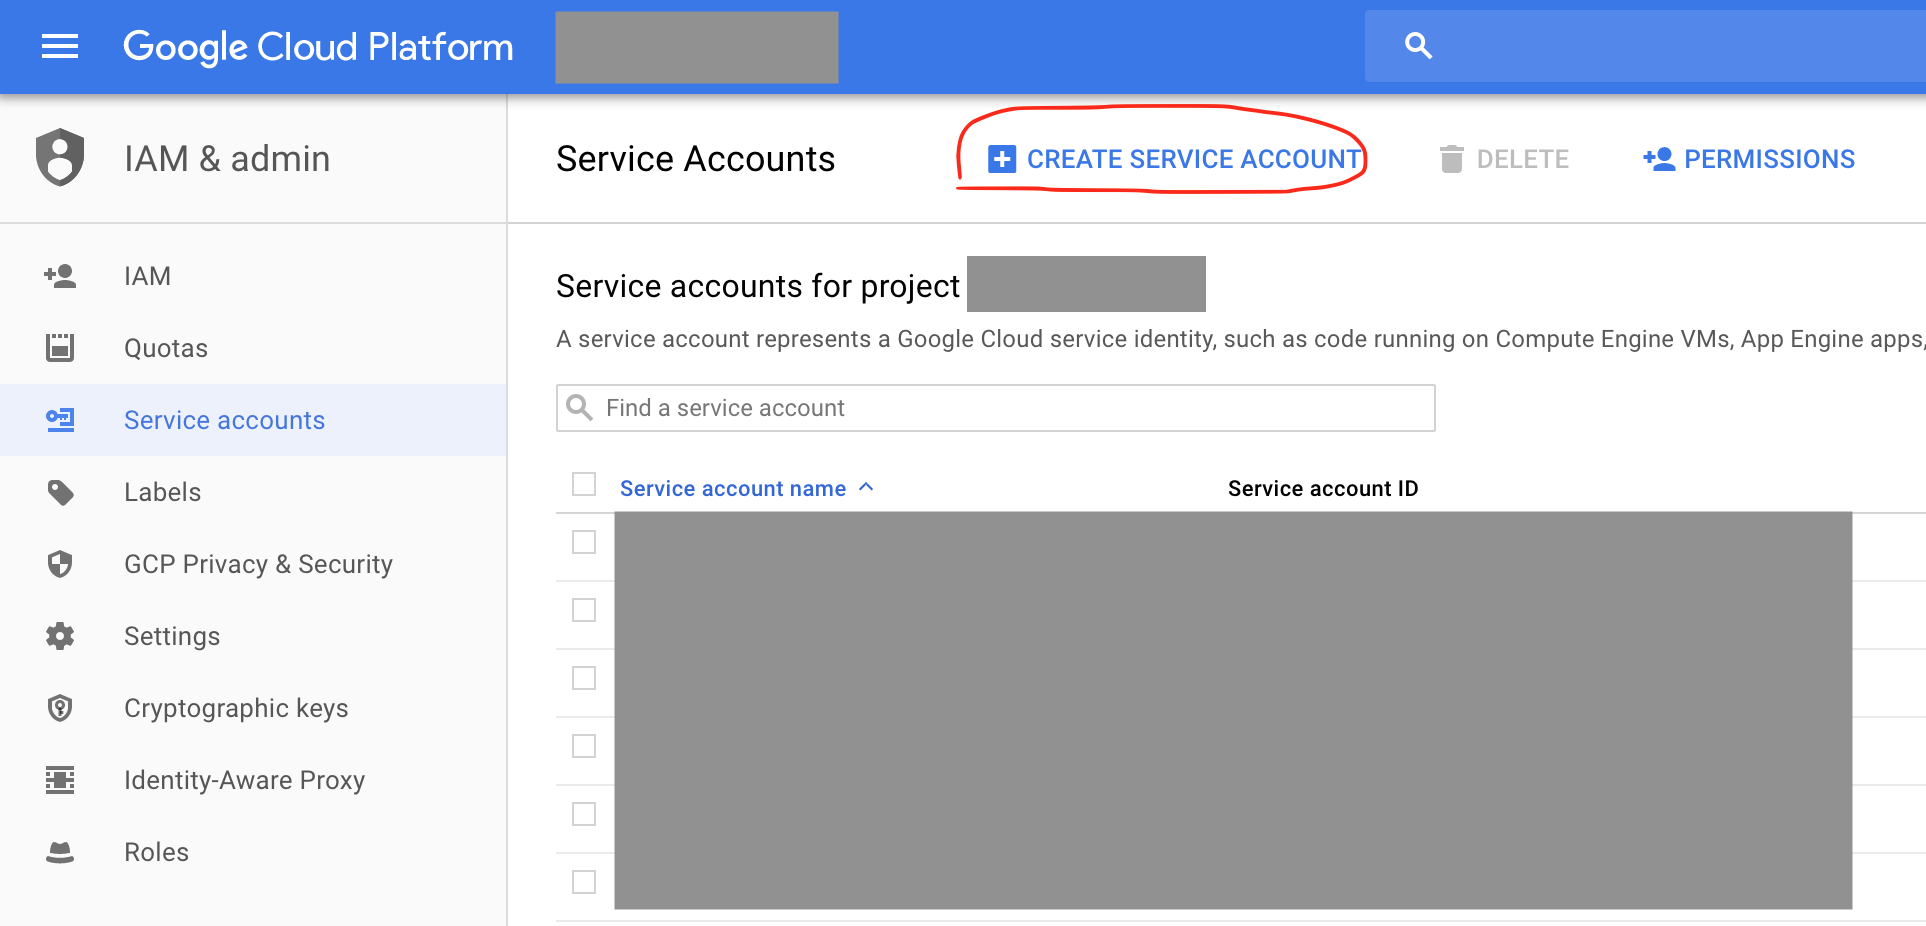 Google Cloud Platform
IAM & admin
Service Accounts
CREATE SERVICE ACCOUNT
DELETE
PERMISSIONS
IAM
Quotas
Service accounts
Labels
GCP Privacy & Security
Settings
Cryptographic keys
Identity-Aware Proxy
Roles
Service accounts for project
A service account represents a Google Cloud service identity, such as code running on Compute Engine VMs, App Engine apps,
Find a service account
Service account name
Service account ID